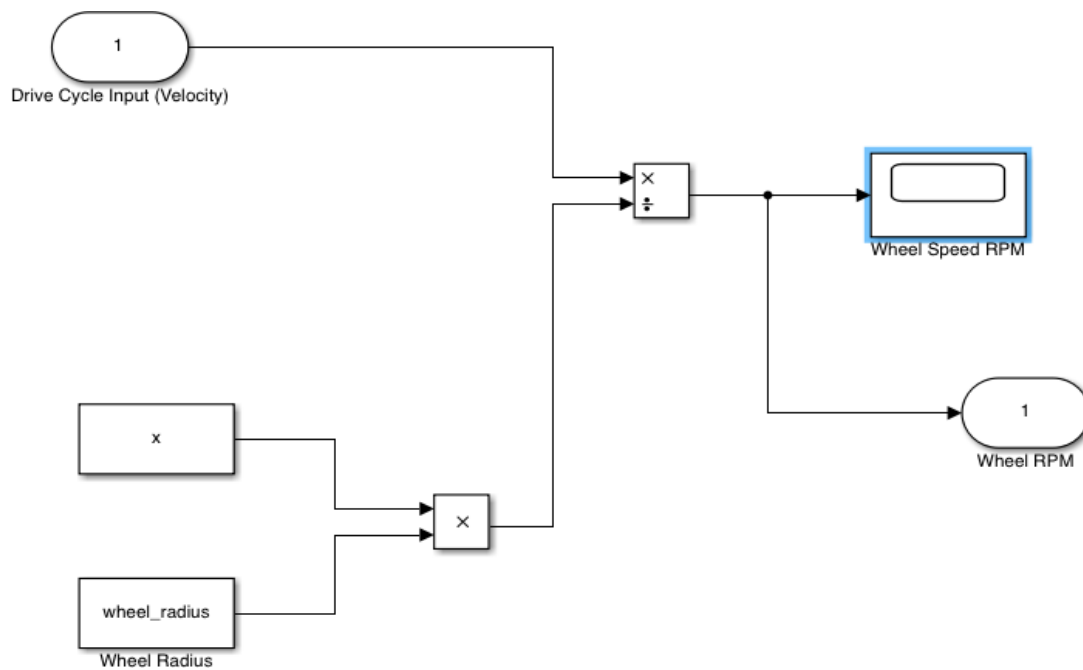 1
Drive Cycle Input (Velocity)
×
÷
Wheel Speed RPM
x
1
Wheel RPM
×
wheel_radius
Wheel Radius